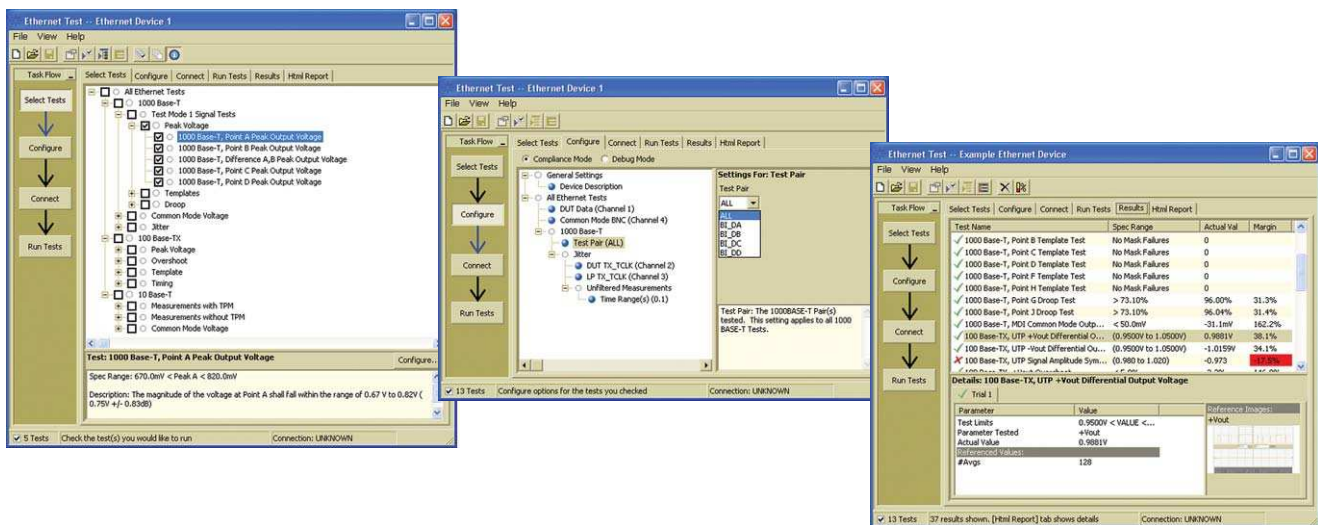 Ethernet Test -- Ethernet Device 1
File View Help
Task Flow
Select Tests
Configure
Connect
Run Tests
Select Tests Configure Connect Run Tests Results Html Report
All Ethernet Tests
1000 Base-T
Test Mode 1 Signal Tests
Peak Voltage
1000 Base-T, Point A Peak Output Voltage
1000 Base-T, Point B Peak Output Voltage
1000 Base-T, Difference A,B Peak Output Voltage
1000 Base-T, Point C Peak Output Voltage
1000 Base-T, Point D Peak Output Voltage
Templates
Droop
Common Mode Voltage
Jitter
100 Base-TX
Peak Voltage
Overshoot
Template
Timing
10 Base-T
Measurements with TPM
Measurements without TPM
Common Mode Voltage
Test: 1000 Base-T, Point A Peak Output Voltage
Configure...
Spec Range: 670.0mV < Peak A < 820.0mV
Description: The magnitude of the voltage at Point A shall fall within the range of 0.67 V to 0.82V (
0.75V +/- 0.83dB)
5 Tests Check the test(s) you would like to run Connection: UNKNOWN
Ethernet Test -- Ethernet Device 1
File View Help
Task Flow
Select Tests
Configure
Connect
Run Tests
Select Tests Configure Connect Run Tests Results Html Report
Compliance Mode Debug Mode
General Settings
Device Description
All Ethernet Tests
DUT Data (Channel 1)
Common Mode BNC (Channel 4)
1000 Base-T
Test Pair (ALL)
Jitter
DUT TX_TCLK (Channel 2)
LP TX_TCLK (Channel 3)
Unfiltered Measurements
Time Range(s) (0.1)
Settings For: Test Pair
Test Pair
ALL
ALL
BI_DA
BI_DB
BI_DC
BI_DD
Test Pair: The 1000BASE-T Pair(s)
tested. This setting applies to all 1000
BASE-T Tests.
13 Tests Configure options for the tests you checked Connection: UNKNOWN
Ethernet Test -- Example Ethernet Device
File View Help
Task Flow
Select Tests
Configure
Connect
Run Tests
Select Tests Configure Connect Run Tests Results Html Report
Test Name Spec Range Actual Val Margin
1000 Base-T, Point B Template Test No Mask Failures 0
1000 Base-T, Point C Template Test No Mask Failures 0
1000 Base-T, Point D Template Test No Mask Failures 0
1000 Base-T, Point F Template Test No Mask Failures 0
1000 Base-T, Point H Template Test No Mask Failures 0
1000 Base-T, Point G Droop Test > 73.10% 96.00% 31.3%
1000 Base-T, Point J Droop Test > 73.10% 96.04% 31.4%
1000 Base-T, MDI Common Mode Outp... < 50.0mV -31.1mV 162.2%
100 Base-TX, UTP +Vout Differential O... (0.9500V to 1.0500V) 0.9881V 38.1%
100 Base-TX, UTP -Vout Differential Ou... (0.9500V to 1.0500V) -1.0159V 34.1%
100 Base-TX, UTP Signal Amplitude Sym... (0.980 to 1.020) -0.973 -17.5%
Details: 100 Base-TX, UTP +Vout Differential Output Voltage
Trial 1
Parameter Value
Test Limits 0.9500V < VALUE <...
Parameter Tested +Vout
Actual Value 0.9881V
Referenced Values:
#Avgs 128
Reference Images:
+Vout
13 Tests 37 results shown. [Html Report] tab shows details Connection: UNKNOWN